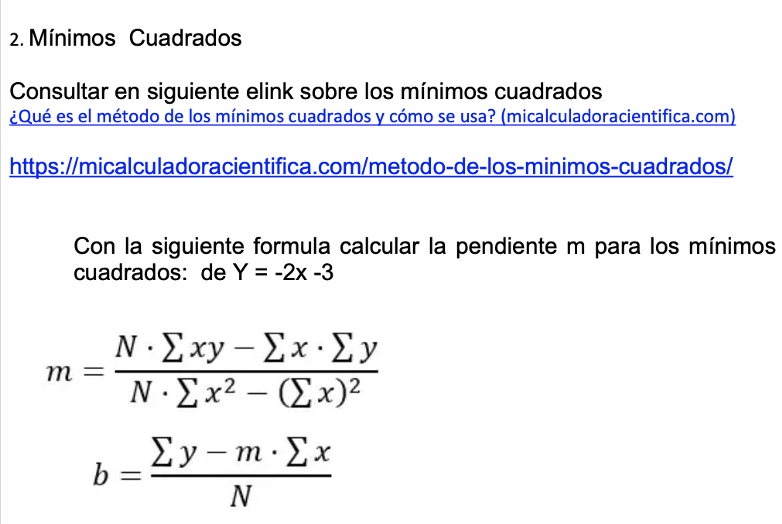 2. Mínimos Cuadrados
Consultar en siguiente elink sobre los mínimos cuadrados
¿Qué es el método de los mínimos cuadrados y cómo se usa? (micalculadoracientifica.com)
https://micalculadoracientifica.com/metodo-de-los-minimos-cuadrados/
Con la siguiente formula calcular la pendiente m para los mínimos
cuadrados: de Y = -2x -3
m = (N · ∑ xy − ∑ x · ∑ y) / (N · ∑ x² − (∑ x)²)
b = (∑ y − m · ∑ x) / N